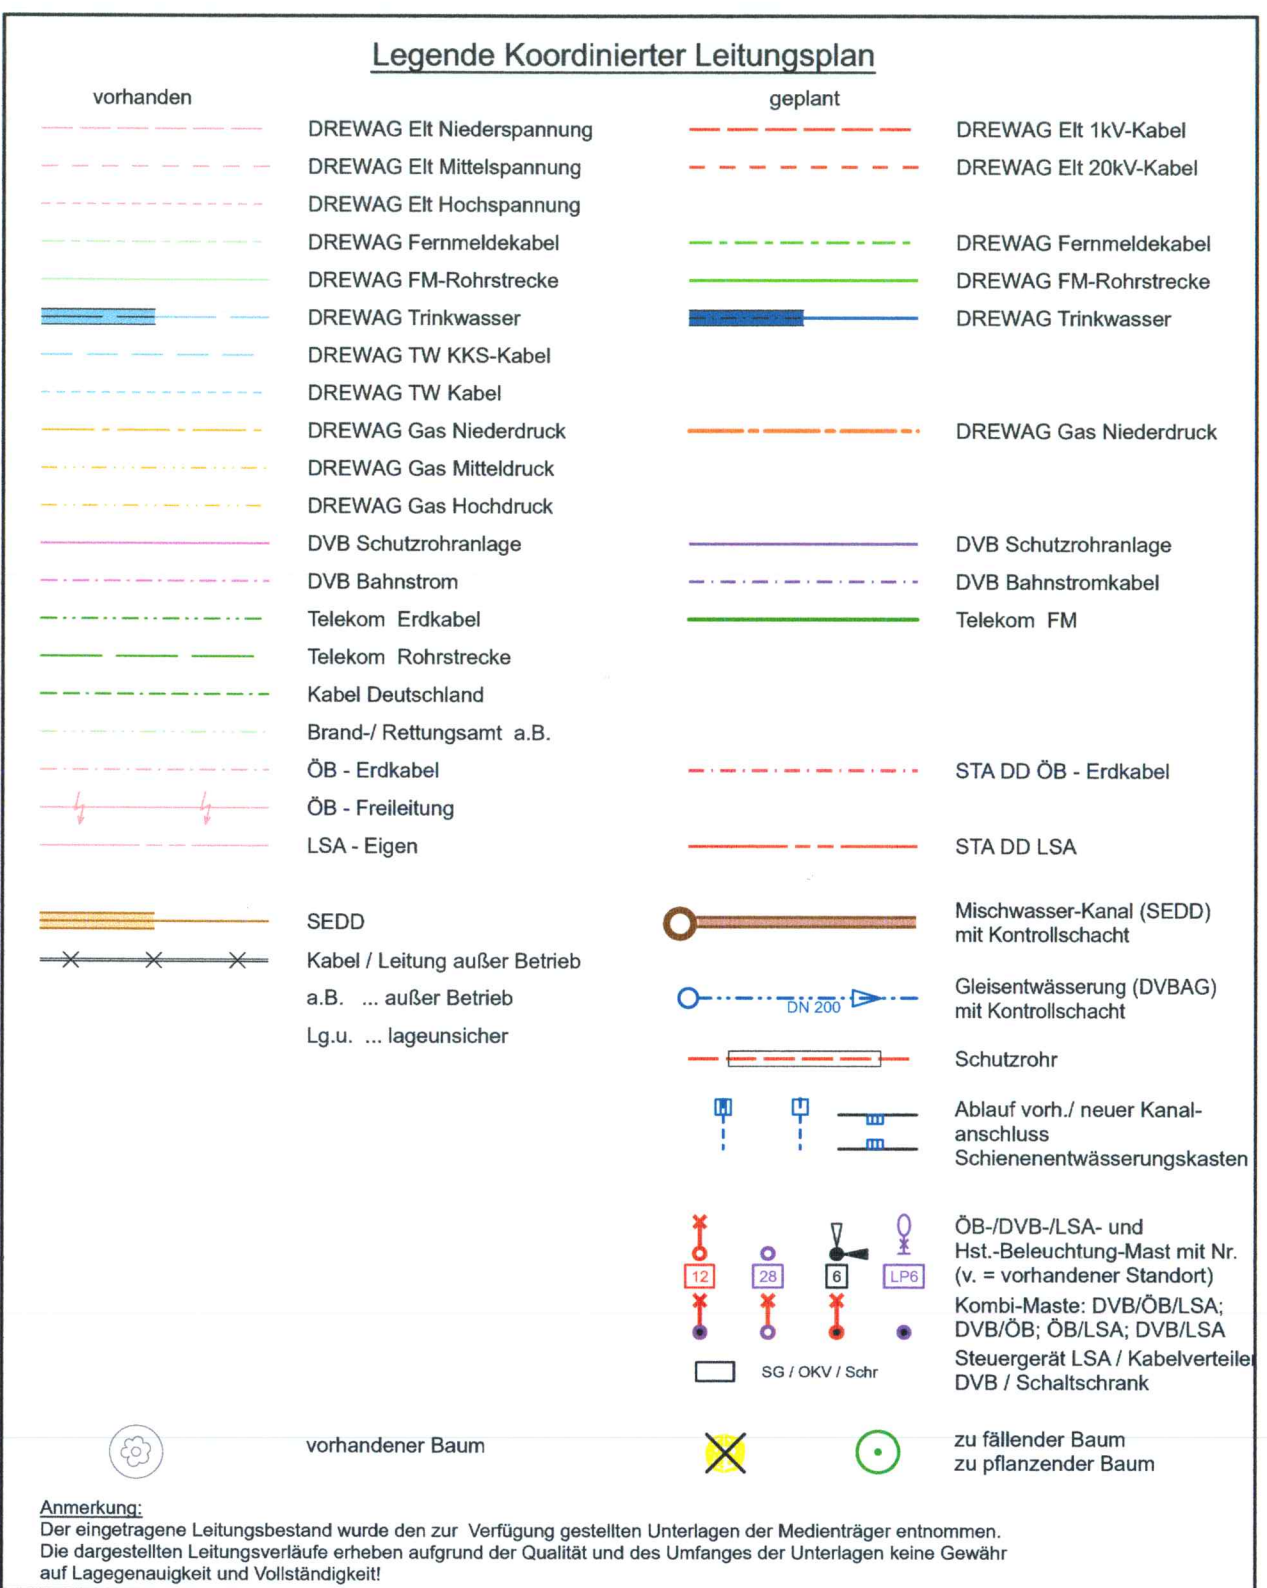 Legende Koordinierter Leitungsplan
vorhanden
DREWAG Elt Niederspannung
DREWAG Elt Mittelspannung
DREWAG Elt Hochspannung
DREWAG Fernmeldekabel
DREWAG FM-Rohrstrecke
DREWAG Trinkwasser
DREWAG TW KKS-Kabel
DREWAG TW Kabel
DREWAG Gas Niederdruck
DREWAG Gas Mitteldruck
DREWAG Gas Hochdruck
DVB Schutzrohranlage
DVB Bahnstrom
Telekom Erdkabel
Telekom Rohrstrecke
Kabel Deutschland
Brand-/ Rettungsamt a.B.
ÖB - Erdkabel
ÖB - Freileitung
LSA - Eigen
SEDD
Kabel / Leitung außer Betrieb
a.B. ... außer Betrieb
Lg.u. ... lageunsicher
vorhandener Baum
geplant
DREWAG Elt 1kV-Kabel
DREWAG Elt 20kV-Kabel
DREWAG Fernmeldekabel
DREWAG FM-Rohrstrecke
DREWAG Trinkwasser
DREWAG Gas Niederdruck
DVB Schutzrohranlage
DVB Bahnstromkabel
Telekom FM
STA DD ÖB - Erdkabel
STA DD LSA
Mischwasser-Kanal (SEDD)
mit Kontrollschacht
DN 200
Gleisentwässerung (DVBAG)
mit Kontrollschacht
Schutzrohr
Ablauf vorh./ neuer Kanal-
anschluss
Schienenentwässerungskasten
12 28 6 LP6
ÖB-/DVB-/LSA- und
Hst.-Beleuchtung-Mast mit Nr.
(v. = vorhandener Standort)
Kombi-Maste: DVB/ÖB/LSA;
DVB/ÖB; ÖB/LSA; DVB/LSA
SG / OKV / Schr
Steuergerät LSA / Kabelverteiler
DVB / Schaltschrank
zu fällender Baum
zu pflanzender Baum
Anmerkung:
Der eingetragene Leitungsbestand wurde den zur Verfügung gestellten Unterlagen der Medienträger entnommen.
Die dargestellten Leitungsverläufe erheben aufgrund der Qualität und des Umfanges der Unterlagen keine Gewähr
auf Lagegenauigkeit und Vollständigkeit!